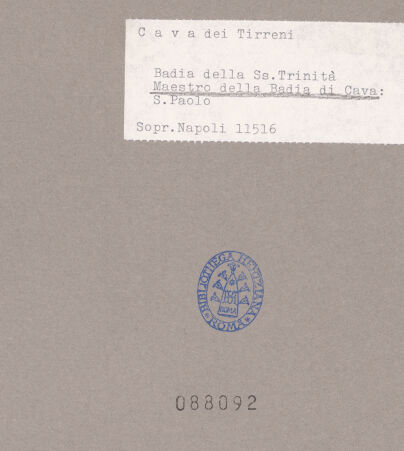 C a v a dei Tirreni
Badia della Ss.Trinità
Maestro della Badia di Cava:
S.Paolo
Sopr.Napoli 11516
BIBLIOTHECA HERTZIANA
ROMA
088092